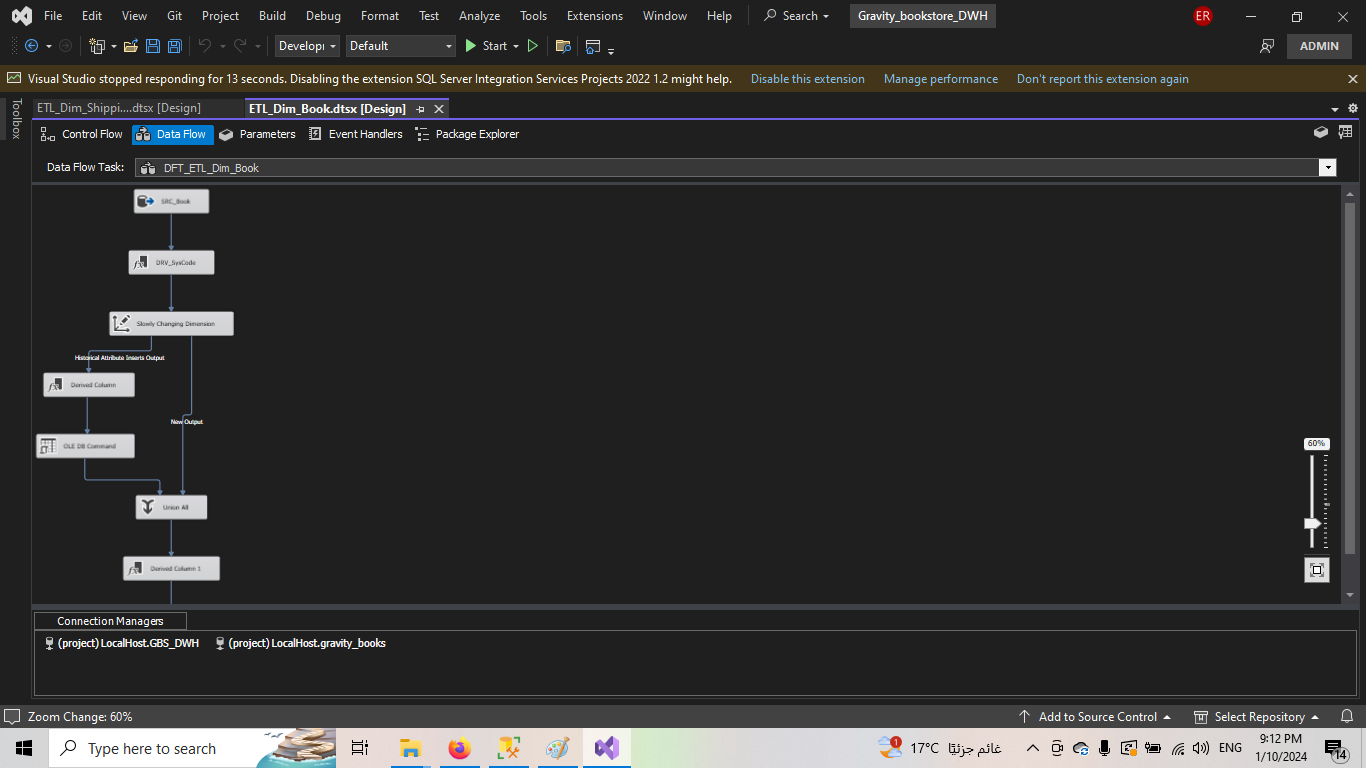 File Edit View Git Project Build Debug Format Test Analyze Tools Extensions Window Help Search Gravity_bookstore_DWH ER
Develop Default Start ADMIN
Visual Studio stopped responding for 13 seconds. Disabling the extension SQL Server Integration Services Projects 2022 1.2 might help. Disable this extension Manage performance Don't report this extension again
Toolbox
ETL_Dim_Shippi....dtsx [Design] ETL_Dim_Book.dtsx [Design]
Control Flow Data Flow Parameters Event Handlers Package Explorer
Data Flow Task: DFT_ETL_Dim_Book
SRC_Book
DRV_SysCode
Slowly Changing Dimension
Historical Attribute Inserts Output
Derived Column
New Output
OLE DB Command
60%
Union All
Derived Column 1
Connection Managers
(project) LocalHost.GBS_DWH (project) LocalHost.gravity_books
Zoom Change: 60% Add to Source Control Select Repository
Type here to search 1 17°C غائم جزئيًا ENG 9:12 PM
1/10/2024 14